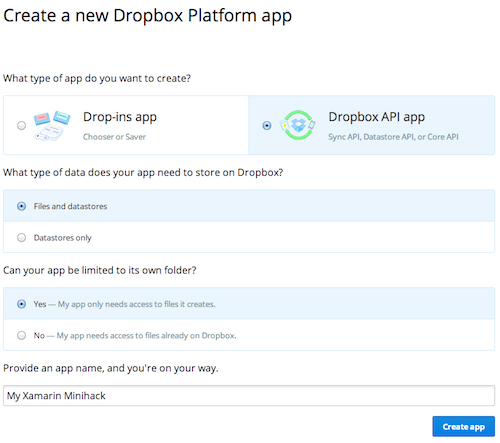 Create a new Dropbox Platform app
What type of app do you want to create?
Drop-ins app
Chooser or Saver
Dropbox API app
Sync API, Datastore API, or Core API
What type of data does your app need to store on Dropbox?
Files and datastores
Datastores only
Can your app be limited to its own folder?
Yes — My app only needs access to files it creates.
No — My app needs access to files already on Dropbox.
Provide an app name, and you're on your way.
My Xamarin Minihack
Create app